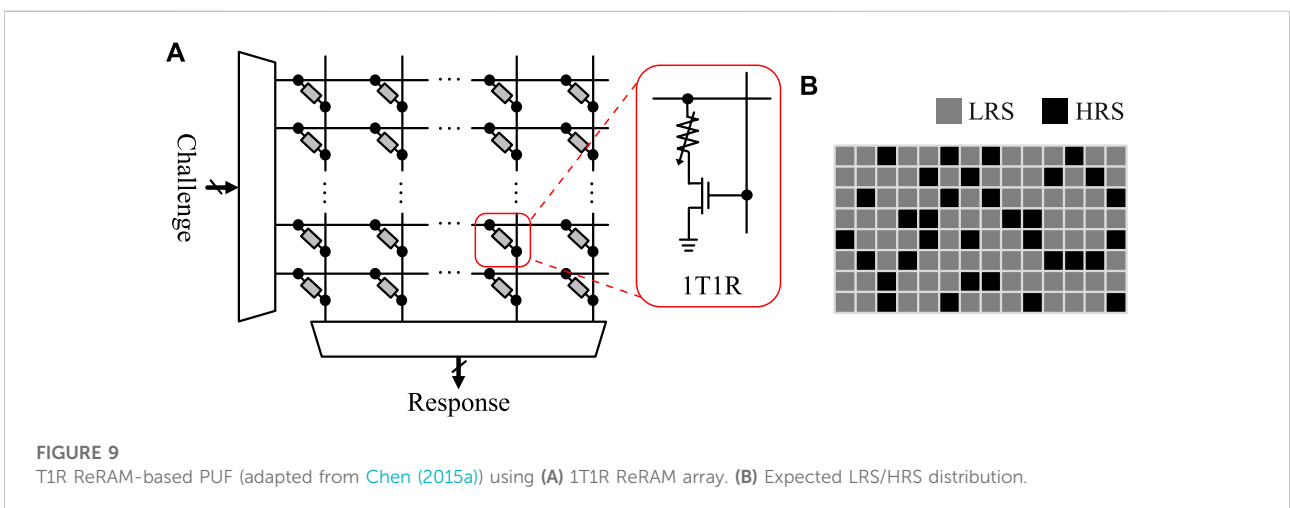 A
B
LRS
HRS
Challenge
1T1R
Response
FIGURE 9
T1R ReRAM-based PUF (adapted from Chen (2015a)) using (A) 1T1R ReRAM array. (B) Expected LRS/HRS distribution.